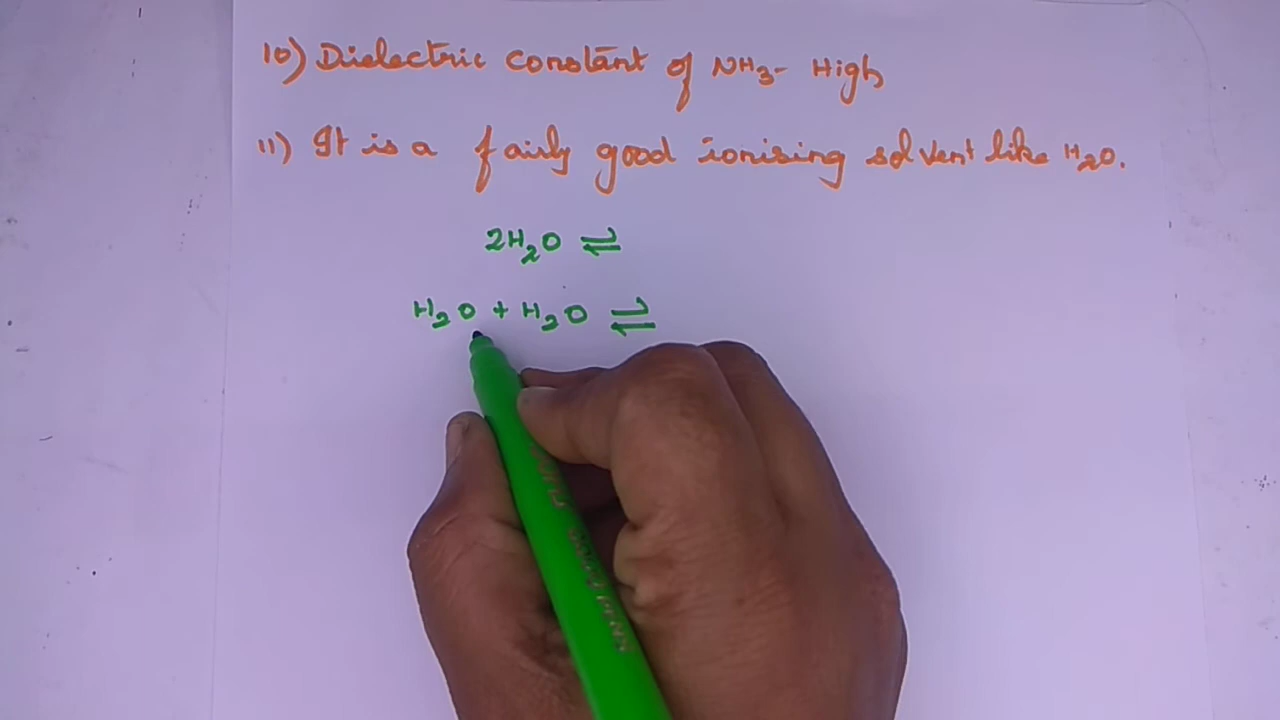 10) Dielectric constant of NH₃- High
11) It is a fairly good ionising solvent like H₂O.
2H₂O ⇌
H₂O + H₂O ⇌